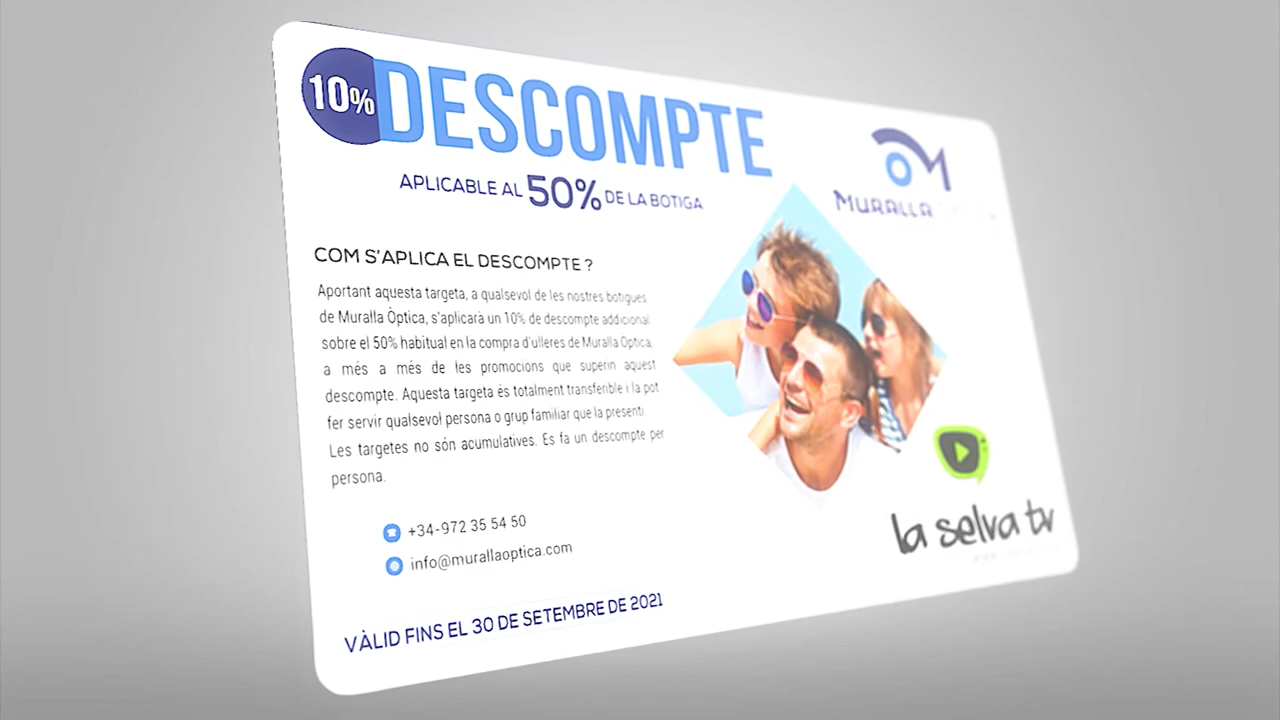 10% DESCOMPTE
APLICABLE AL 50% DE LA BOTIGA
MURALLA
COM S'APLICA EL DESCOMPTE ?
Aportant aquesta targeta, a qualsevol de les nostres botigues
de Muralla Òptica, s'aplicarà un 10% de descompte addicional
sobre el 50% habitual en la compra d'ulleres de Muralla Òptica,
a més a més de les promocions que superin aquest
descompte. Aquesta targeta és totalment transferible i la pot
fer servir qualsevol persona o grup familiar que la presenti
Les targetes no són acumulatives. Es fa un descompte per
persona.
+34-972 35 54 50
info@murallaoptica.com
la selva tv
VÀLID FINS EL 30 DE SETEMBRE DE 2021